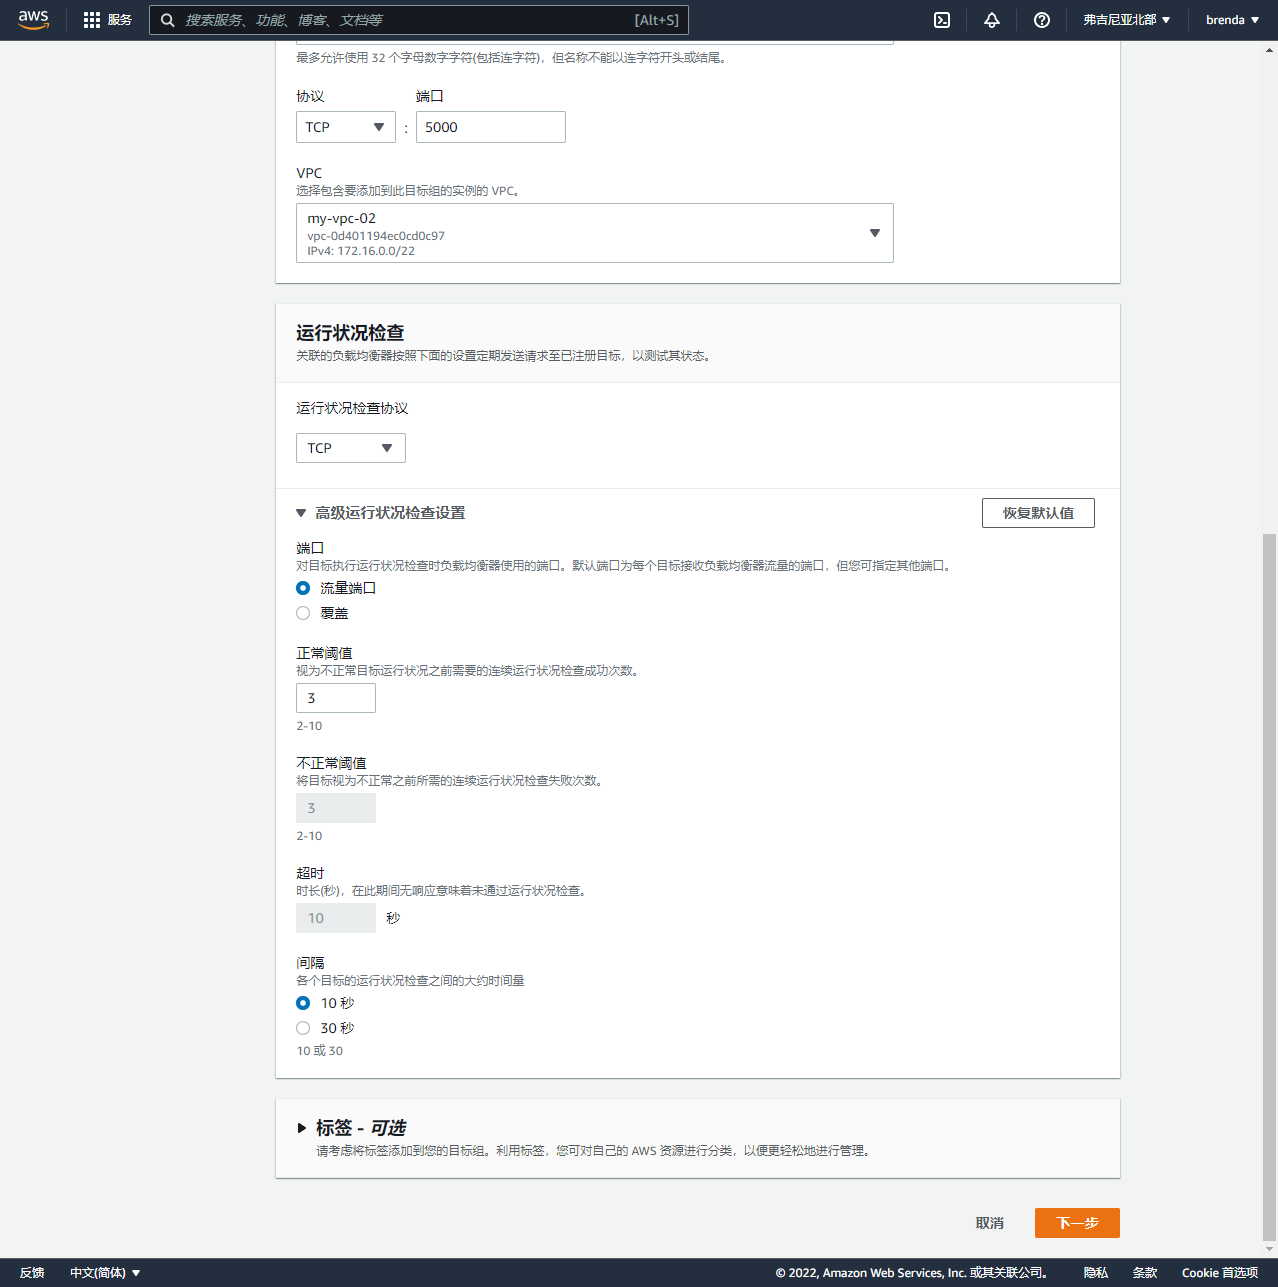 aws
服务
搜索服务、功能、博客、文档等
[Alt+S]
弗吉尼亚北部
brenda
最多允许使用 32 个字母数字字符(包括连字符)，但名称不能以连字符开头或结尾。
协议
端口
TCP
:
5000
VPC
选择包含要添加到此目标组的实例的 VPC。
my-vpc-02
vpc-0d401194ec0cd0c97
IPv4: 172.16.0.0/22
运行状况检查
关联的负载均衡器按照下面的设置定期发送请求至已注册目标，以测试其状态。
运行状况检查协议
TCP
高级运行状况检查设置
恢复默认值
端口
对目标执行运行状况检查时负载均衡器使用的端口。默认端口为每个目标接收负载均衡器流量的端口，但您可指定其他端口。
流量端口
覆盖
正常阈值
视为不正常目标运行状况之前需要的连续运行状况检查成功次数。
3
2-10
不正常阈值
将目标视为不正常之前所需的连续运行状况检查失败次数。
3
2-10
超时
时长(秒)，在此期间无响应意味着未通过运行状况检查。
10
秒
间隔
各个目标的运行状况检查之间的大约时间量
10 秒
30 秒
10 或 30
标签 - 可选
请考虑将标签添加到您的目标组。利用标签，您可对自己的 AWS 资源进行分类，以便更轻松地进行管理。
取消
下一步
反馈
中文(简体)
© 2022, Amazon Web Services, Inc. 或其关联公司。
隐私
条款
Cookie 首选项